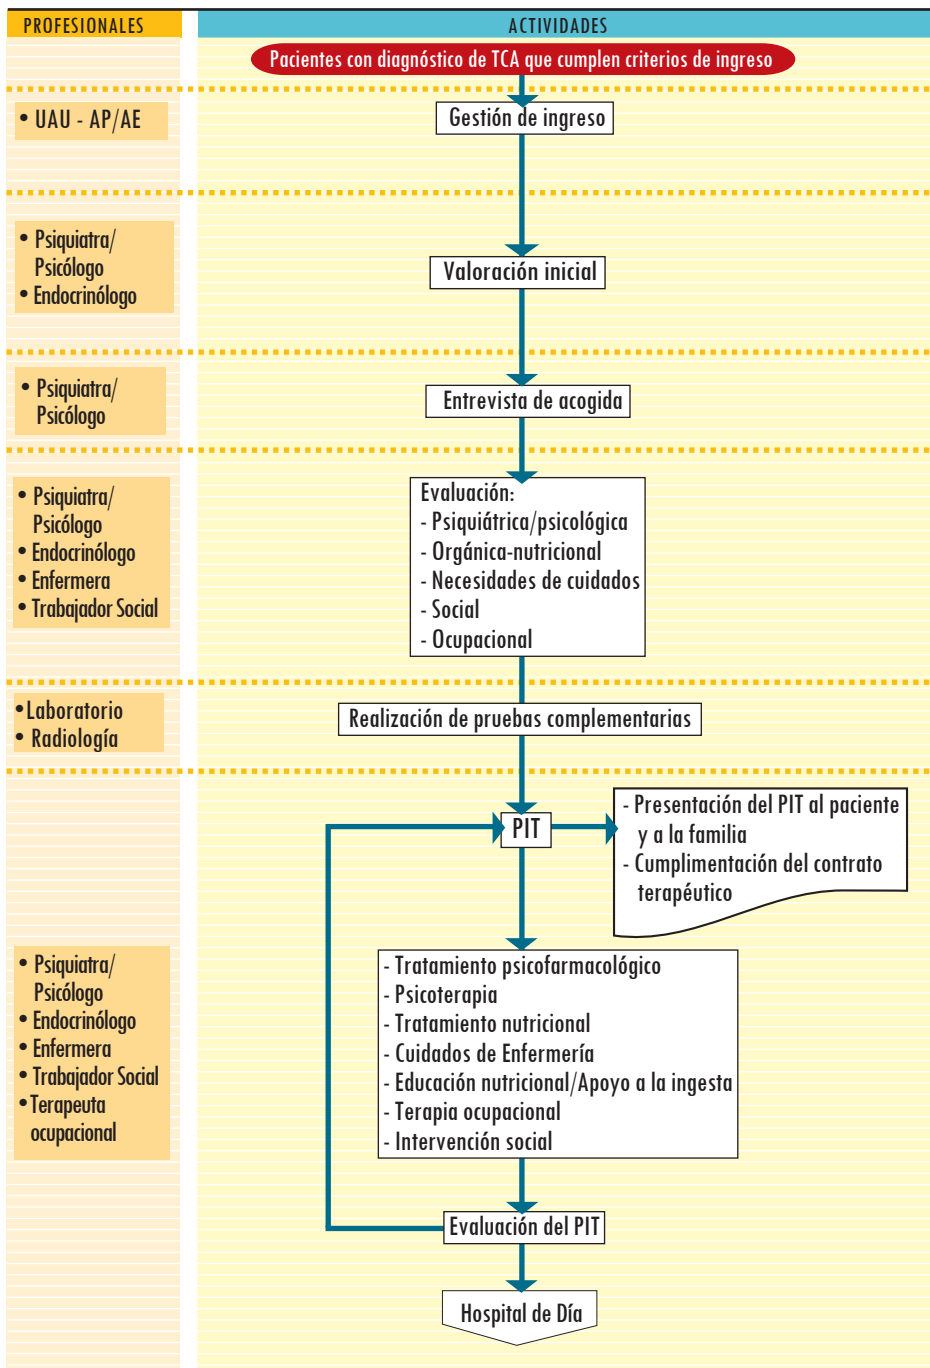 PROFESIONALES
ACTIVIDADES
Pacientes con diagnóstico de TCA que cumplen criterios de ingreso
• UAU - AP/AE
Gestión de ingreso
• Psiquiatra/
Psicólogo
• Endocrinólogo
Valoración inicial
• Psiquiatra/
Psicólogo
Entrevista de acogida
• Psiquiatra/
Psicólogo
• Endocrinólogo
• Enfermera
• Trabajador Social
Evaluación:
- Psiquiátrica/psicológica
- Orgánica-nutricional
- Necesidades de cuidados
- Social
- Ocupacional
• Laboratorio
• Radiología
Realización de pruebas complementarias
PIT
- Presentación del PIT al paciente
y a la familia
- Cumplimentación del contrato
terapéutico
• Psiquiatra/
Psicólogo
• Endocrinólogo
• Enfermera
• Trabajador Social
• Terapeuta
ocupacional
- Tratamiento psicofarmacológico
- Psicoterapia
- Tratamiento nutricional
- Cuidados de Enfermería
- Educación nutricional/Apoyo a la ingesta
- Terapia ocupacional
- Intervención social
Evaluación del PIT
Hospital de Día